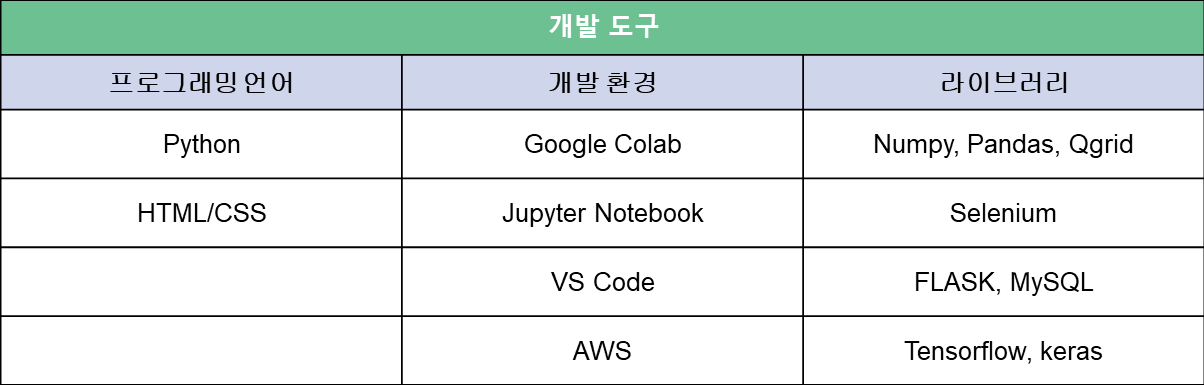 개발 도구
프로그래밍 언어 개발 환경 라이브러리
Python Google Colab Numpy, Pandas, Qgrid
HTML/CSS Jupyter Notebook Selenium
VS Code FLASK, MySQL
AWS Tensorflow, keras